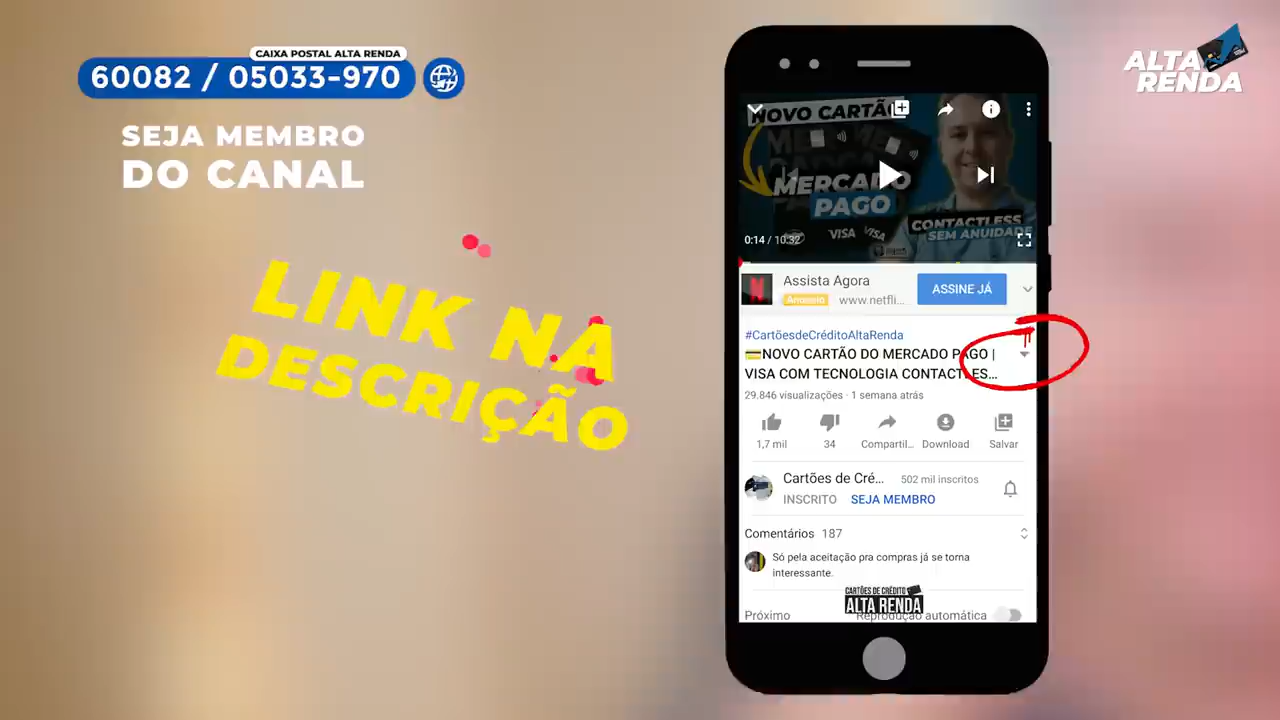 CAIXA POSTAL ALTA RENDA
60082 / 05033-970
SEJA MEMBRO
DO CANAL
LINK NA
DESCRIÇÃO
ALTA
RENDA
NOVO CARTÃO
MERCADO
PAGO
VISA VISA
CONTACTLESS
SEM ANUIDADE
0:14 / 10:32
Assista Agora
Anúncio www.netfli...
ASSINE JÁ
#CartõesdeCréditoAltaRenda
💳NOVO CARTÃO DO MERCADO PAGO |
VISA COM TECNOLOGIA CONTACTLES...
29.846 visualizações · 1 semana atrás
1,7 mil 34 Compartil... Download Salvar
Cartões de Cré... 502 mil inscritos
INSCRITO SEJA MEMBRO
Comentários 187
Só pela aceitação pra compras já se torna
interessante.
CARTÕES DE CRÉDITO
ALTA RENDA
Próximo Reprodução automática